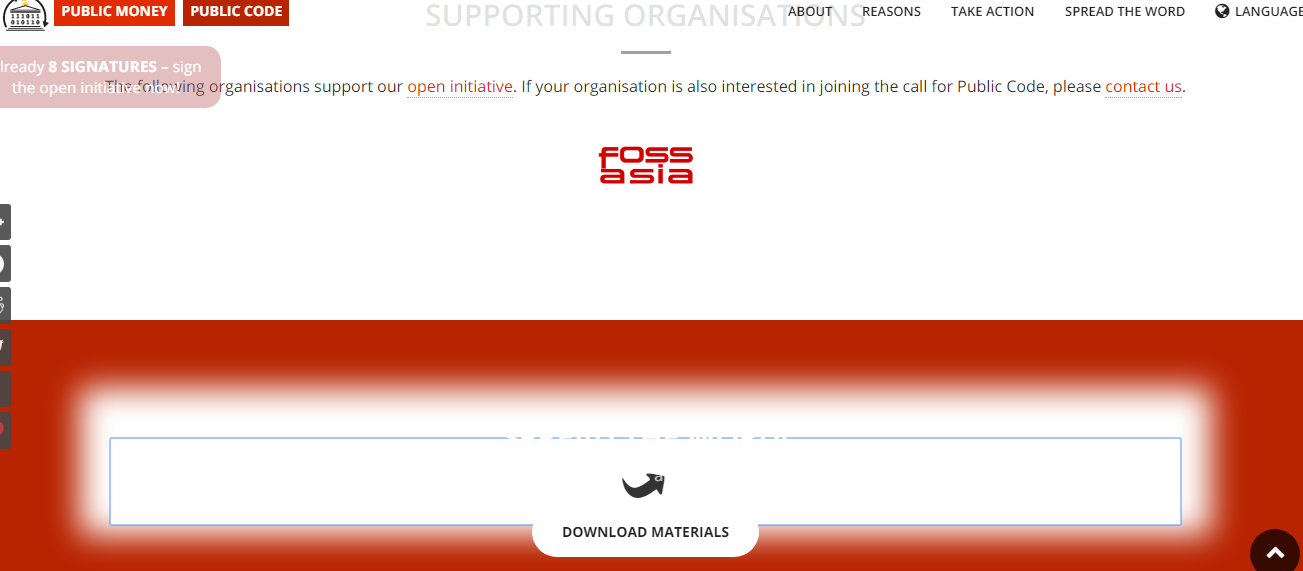 PUBLIC MONEY PUBLIC CODE
ABOUT REASONS TAKE ACTION SPREAD THE WORD LANGUAGE
SUPPORTING ORGANISATIONS
lready 8 SIGNATURES – sign
the open initiative now!
The following organisations support our open initiative. If your organisation is also interested in joining the call for Public Code, please contact us.
foss
asia
DOWNLOAD MATERIALS